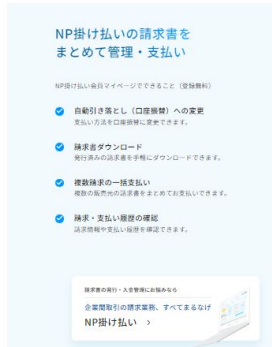 NP掛け払いの請求書を
まとめて管理・支払い
NP掛け払い会員マイページでできること（登録無料）
自動引き落とし（口座振替）への変更
支払い方法を口座振替に変更できます。
請求書ダウンロード
発行済みの請求書を手軽にダウンロードできます。
複数請求の一括支払い
複数の販売元の請求書をまとめてお支払いできます。
請求・支払い履歴の確認
請求情報や支払い履歴を確認できます。
請求書の発行・入金管理にお悩みなら
企業間取引の請求業務、すべてまるなげ
NP掛け払い ›